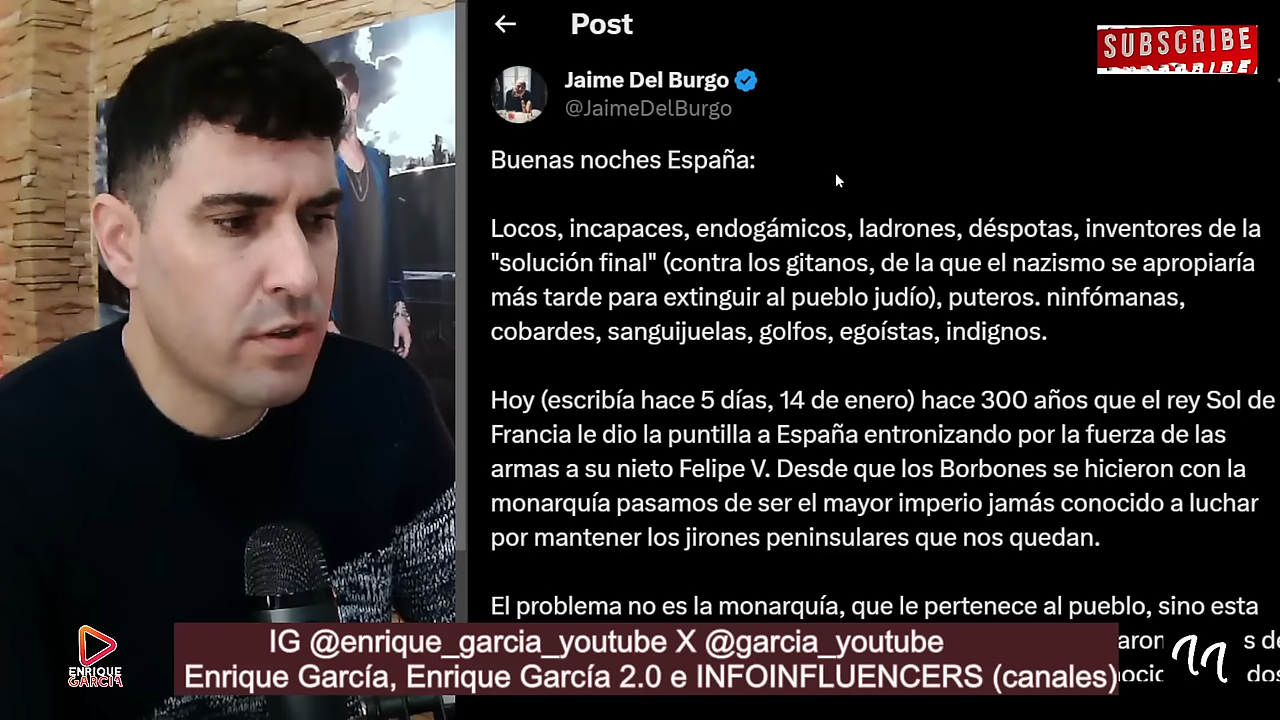 Post
SUBSCRIBE
Jaime Del Burgo
@JaimeDelBurgo
Buenas noches España:
Locos, incapaces, endogámicos, ladrones, déspotas, inventores de la
"solución final" (contra los gitanos, de la que el nazismo se apropiaría
más tarde para extinguir al pueblo judío), puteros. ninfómanas,
cobardes, sanguijuelas, golfos, egoístas, indignos.
Hoy (escribía hace 5 días, 14 de enero) hace 300 años que el rey Sol de
Francia le dio la puntilla a España entronizando por la fuerza de las
armas a su nieto Felipe V. Desde que los Borbones se hicieron con la
monarquía pasamos de ser el mayor imperio jamás conocido a luchar
por mantener los jirones peninsulares que nos quedan.
El problema no es la monarquía, que le pertenece al pueblo, sino esta
IG @enrique_garcia_youtube X @garcia_youtube
Enrique García, Enrique García 2.0 e INFOINFLUENCERS (canales)
ENRIQUE
GARCÍA